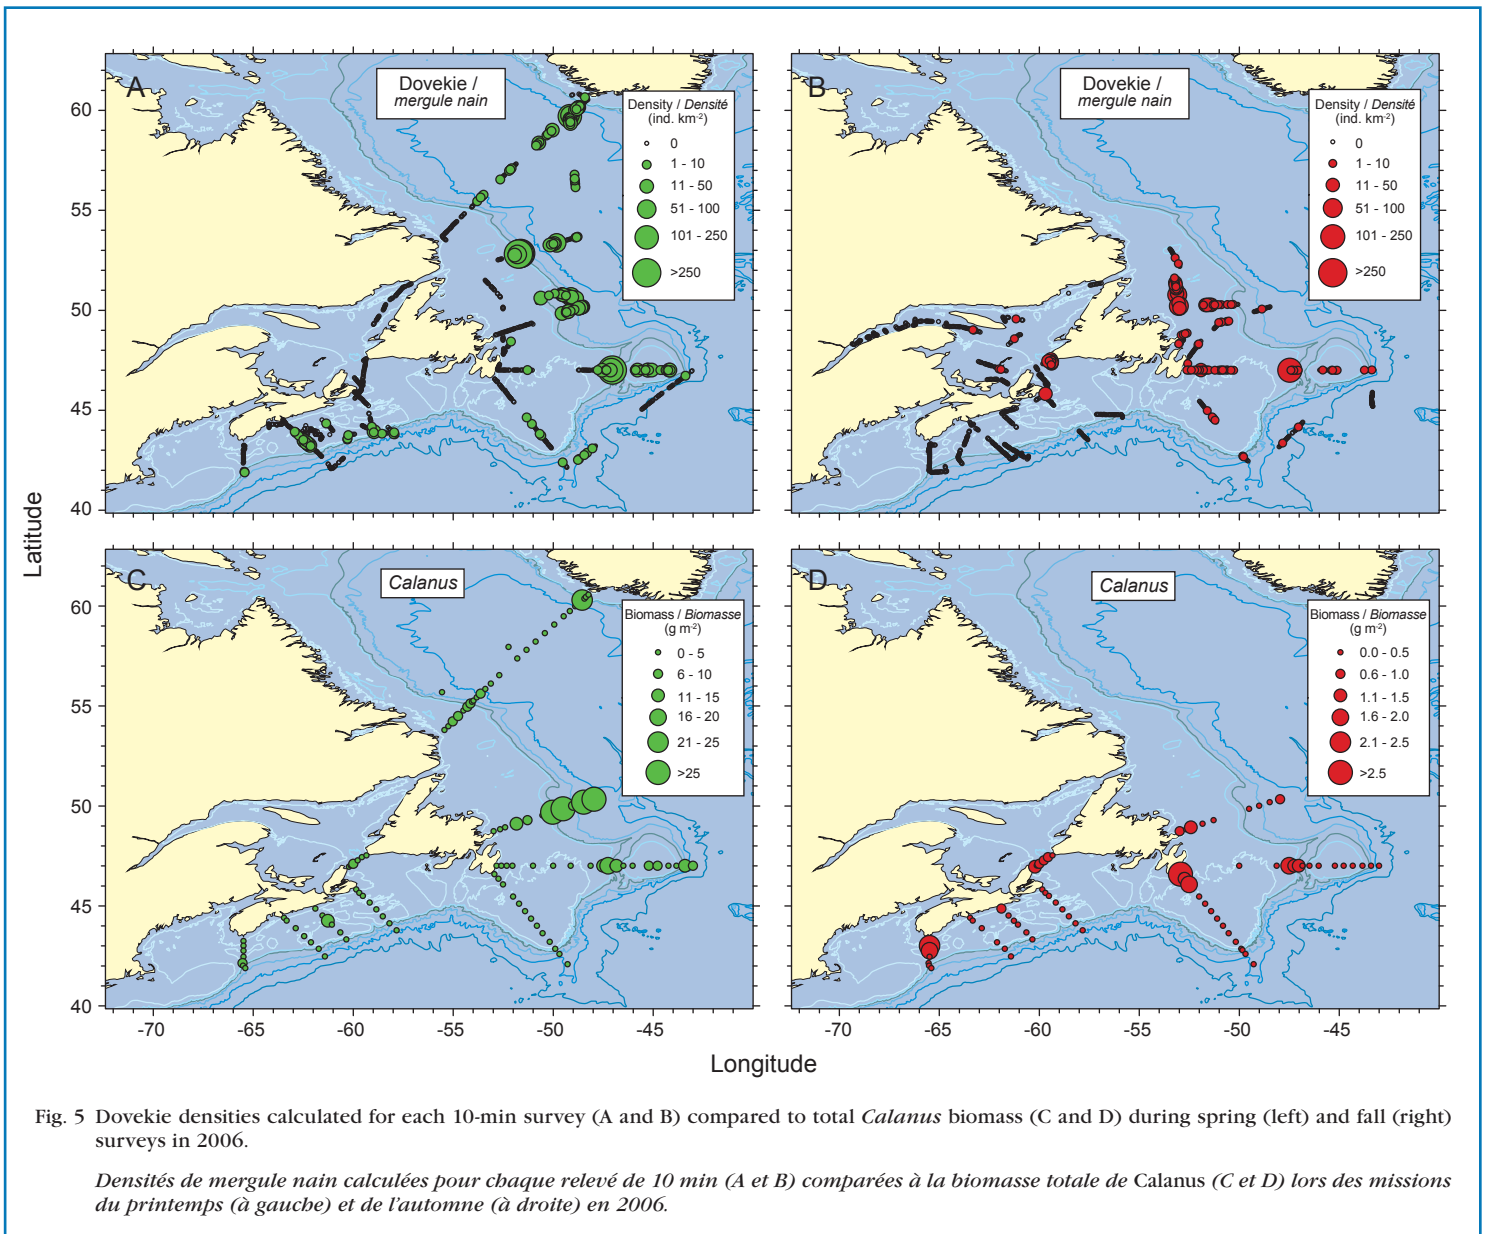 A
Dovekie /
mergule nain
Density / Densité
(ind. km-2)
0
1 - 10
11 - 50
51 - 100
101 - 250
>250
60
55
50
45
40
B
Dovekie /
mergule nain
Density / Densité
(ind. km-2)
0
1 - 10
11 - 50
51 - 100
101 - 250
>250
Latitude
C
Calanus
Biomass / Biomasse
(g m-2)
0 - 5
6 - 10
11 - 15
16 - 20
21 - 25
>25
60
55
50
45
40
-70 -65 -60 -55 -50 -45
D
Calanus
Biomass / Biomasse
(g m-2)
0.0 - 0.5
0.6 - 1.0
1.1 - 1.5
1.6 - 2.0
2.1 - 2.5
>2.5
-70 -65 -60 -55 -50 -45
Longitude
Fig. 5 Dovekie densities calculated for each 10-min survey (A and B) compared to total Calanus biomass (C and D) during spring (left) and fall (right)
surveys in 2006.
Densités de mergule nain calculées pour chaque relevé de 10 min (A et B) comparées à la biomasse totale de Calanus (C et D) lors des missions
du printemps (à gauche) et de l'automne (à droite) en 2006.